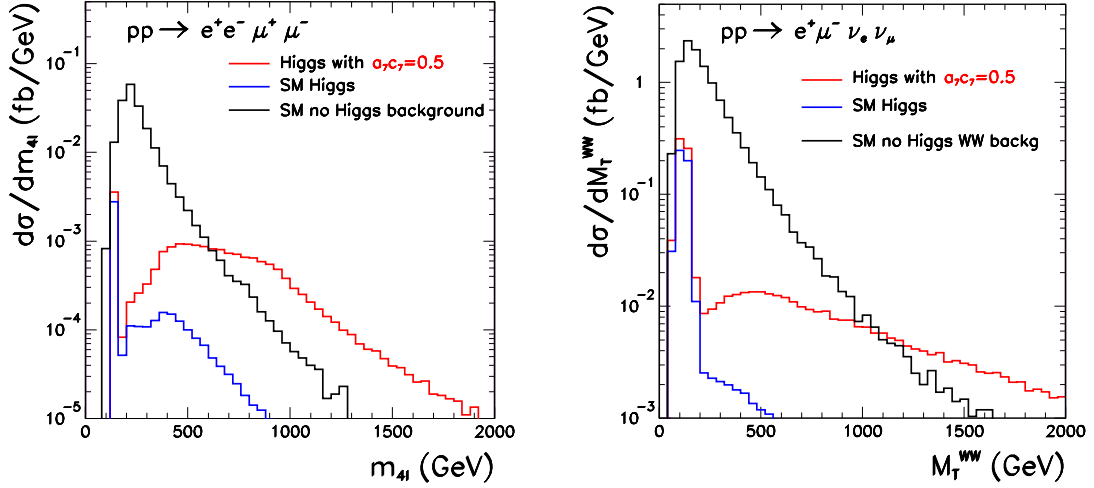 pp → e⁺e⁻ μ⁺ μ⁻
Higgs with a₇c₇=0.5
SM Higgs
SM no Higgs background
dσ/dm₄ₗ (fb/GeV)
10⁻¹
10⁻²
10⁻³
10⁻⁴
10⁻⁵
0 500 1000 1500 2000
m₄ₗ (GeV)
pp → e⁺μ⁻ νₑ ν_μ
Higgs with a₇c₇=0.5
SM Higgs
SM no Higgs WW backg
dσ/dM_T^WW (fb/GeV)
1
10⁻¹
10⁻²
10⁻³
0 500 1000 1500 2000
M_T^WW (GeV)